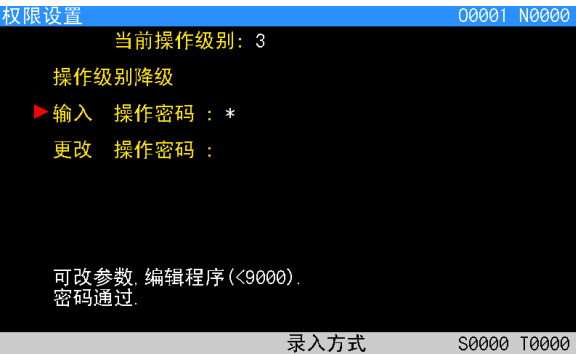 权限设置 O0001 N0000
当前操作级别: 3
操作级别降级
输入 操作密码 : *
更改 操作密码 :
可改参数,编辑程序(<9000).
密码通过.
录入方式 S0000 T0000